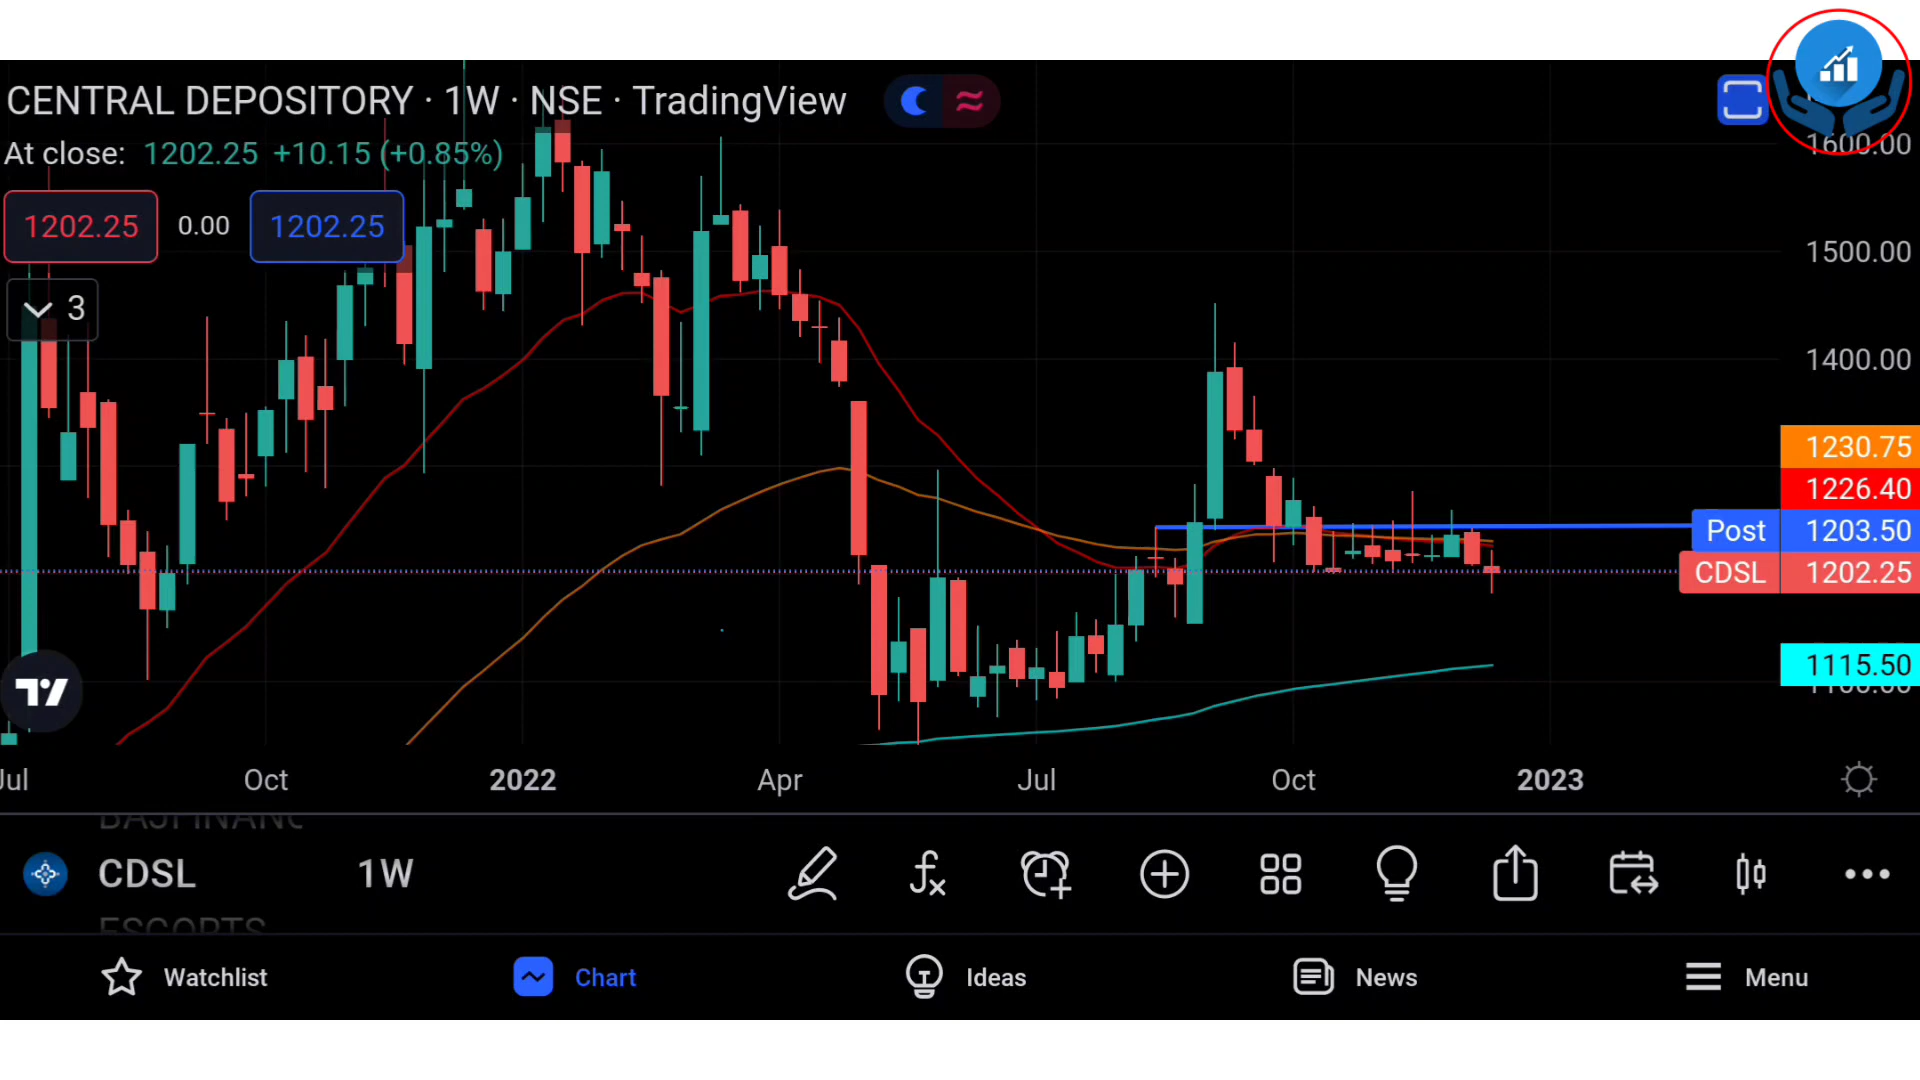 CENTRAL DEPOSITORY · 1W · NSE · TradingView
At close: 1202.25 +10.15 (+0.85%)
1202.25 0.00 1202.25
3
1600.00
1500.00
1400.00
1230.75
1226.40
Post 1203.50
CDSL 1202.25
1115.50
Jul Oct 2022 Apr Jul Oct 2023
BAJFINANC
CDSL 1W
ESCORTS
Watchlist Chart Ideas News Menu